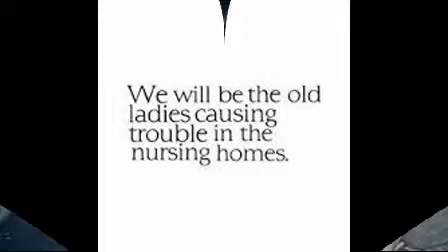 We will be the old
ladies causing
trouble in the
nursing homes.